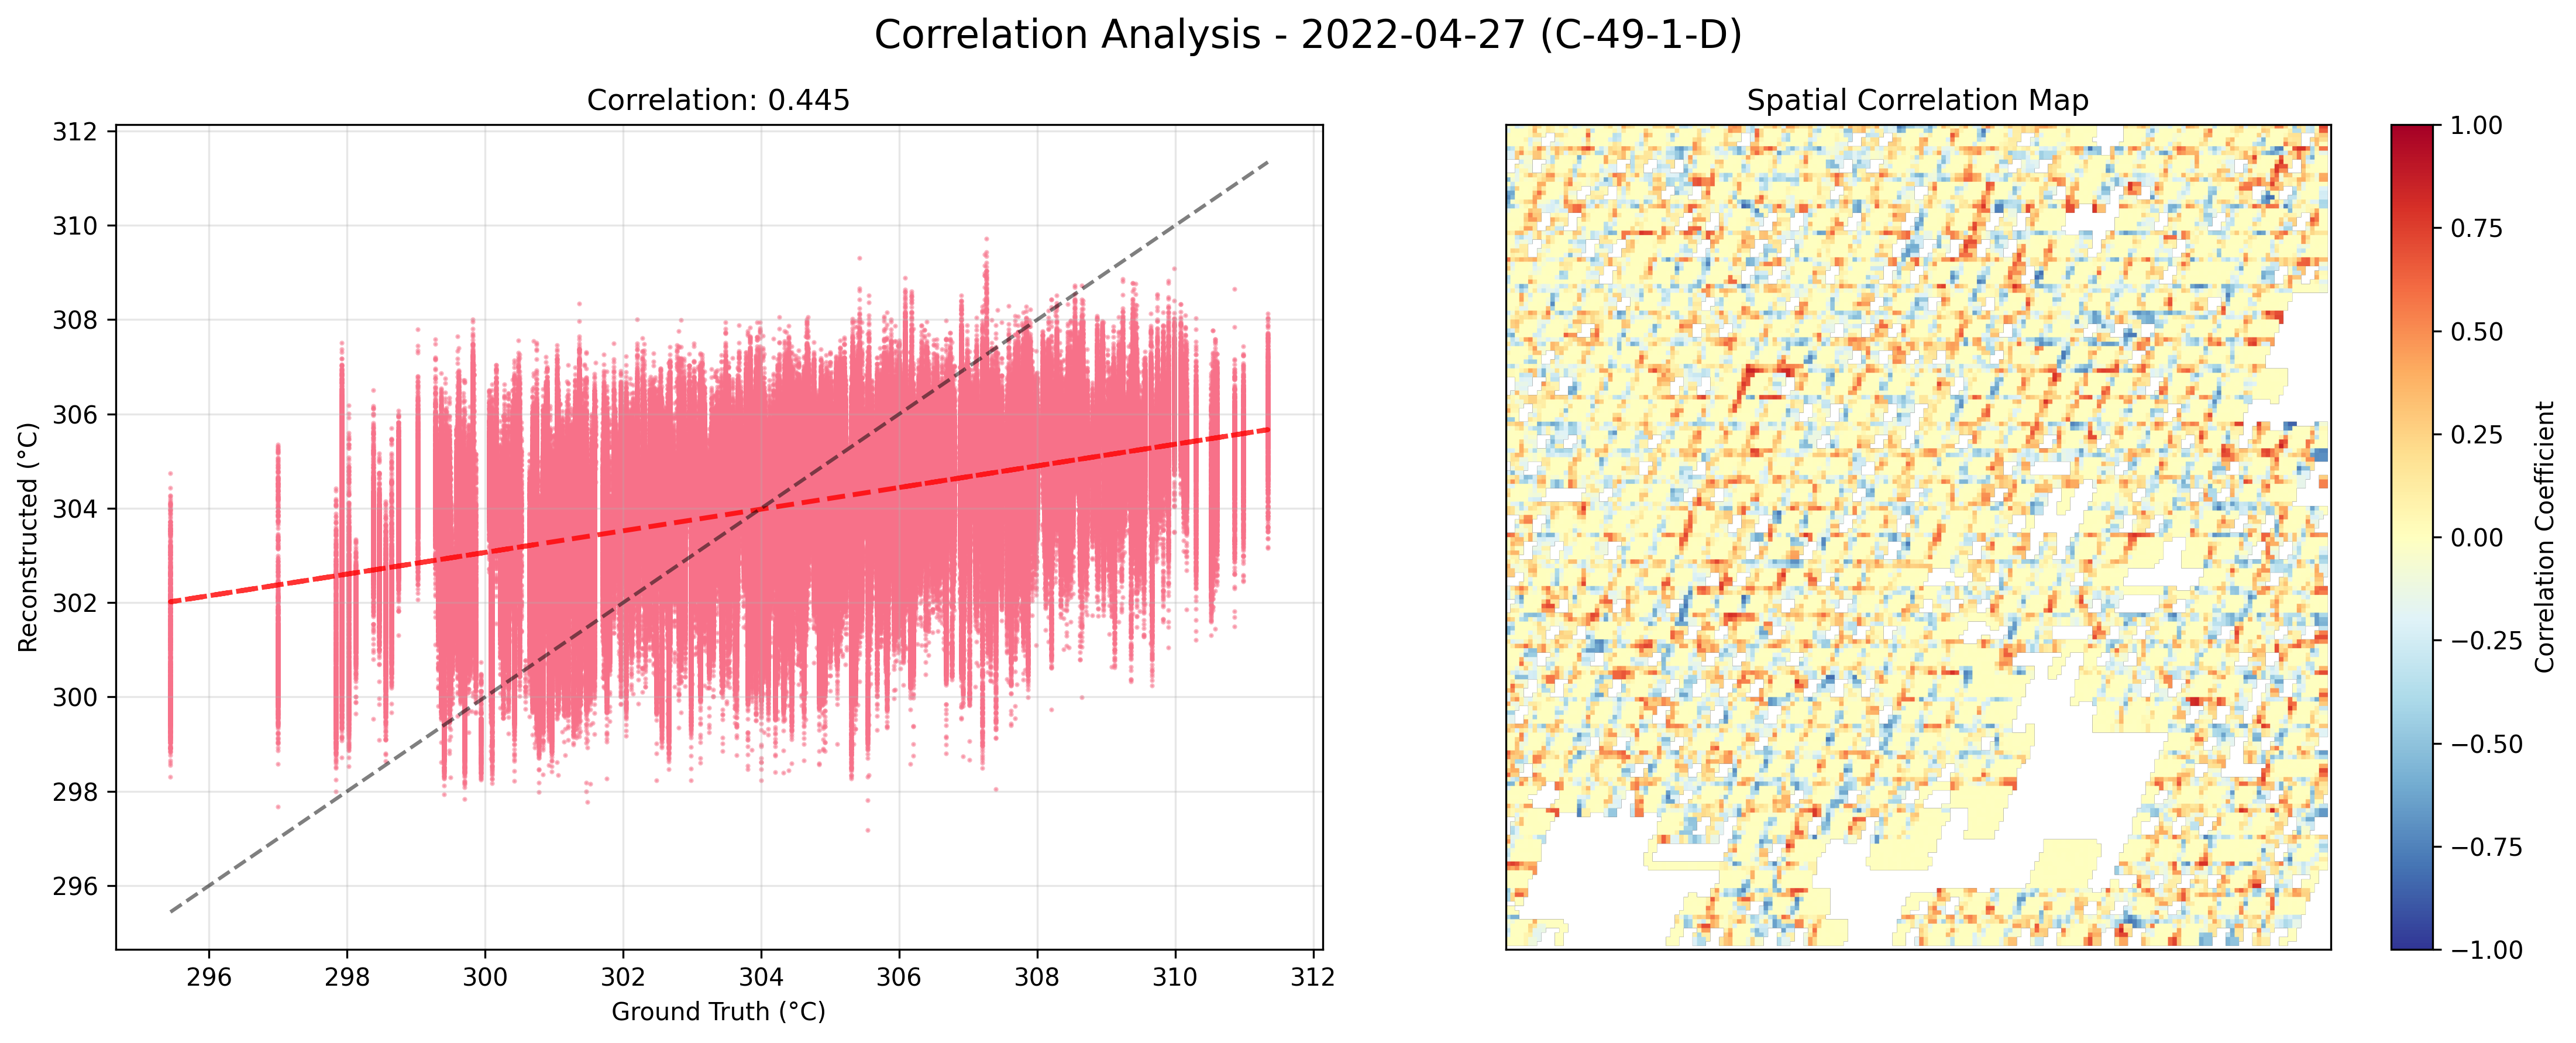 Correlation Analysis - 2022-04-27 (C-49-1-D)
Correlation: 0.445
312
310
308
306
304
302
300
298
296
Reconstructed (°C)
296 298 300 302 304 306 308 310 312
Ground Truth (°C)
Spatial Correlation Map
1.00
0.75
0.50
0.25
0.00
−0.25
−0.50
−0.75
−1.00
Correlation Coefficient